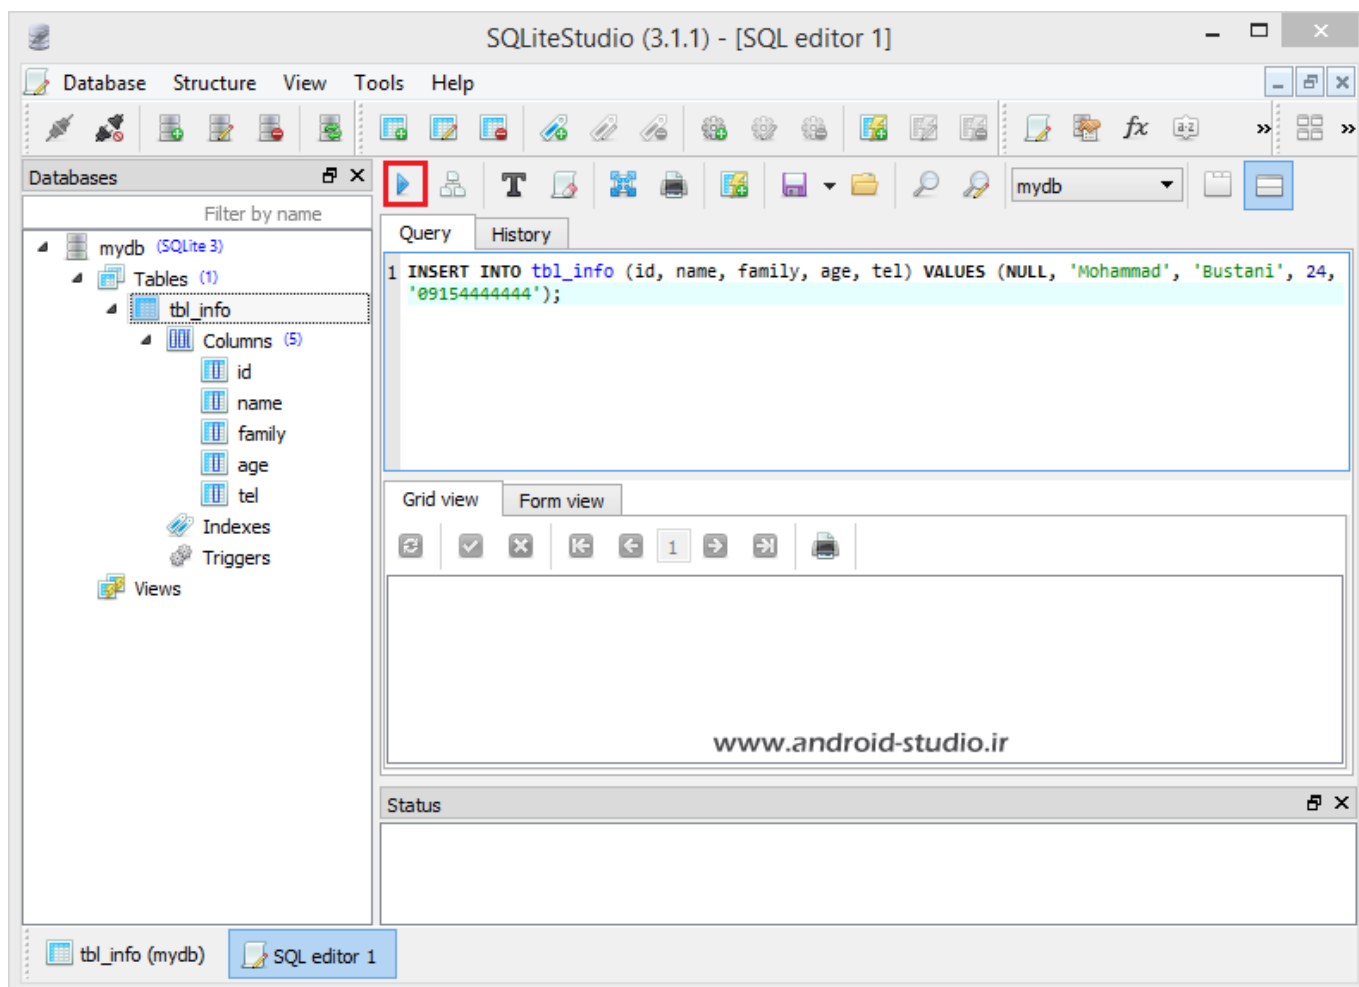 SQLiteStudio (3.1.1) - [SQL editor 1]
Database Structure View Tools Help
fx a-z
Databases
mydb
Filter by name
Query History
mydb (SQLite 3)
Tables (1)
tbl_info
Columns (5)
id
name
family
age
tel
Indexes
Triggers
Views
1 INSERT INTO tbl_info (id, name, family, age, tel) VALUES (NULL, 'Mohammad', 'Bustani', 24,
'09154444444');
Grid view Form view
1
www.android-studio.ir
Status
tbl_info (mydb) SQL editor 1